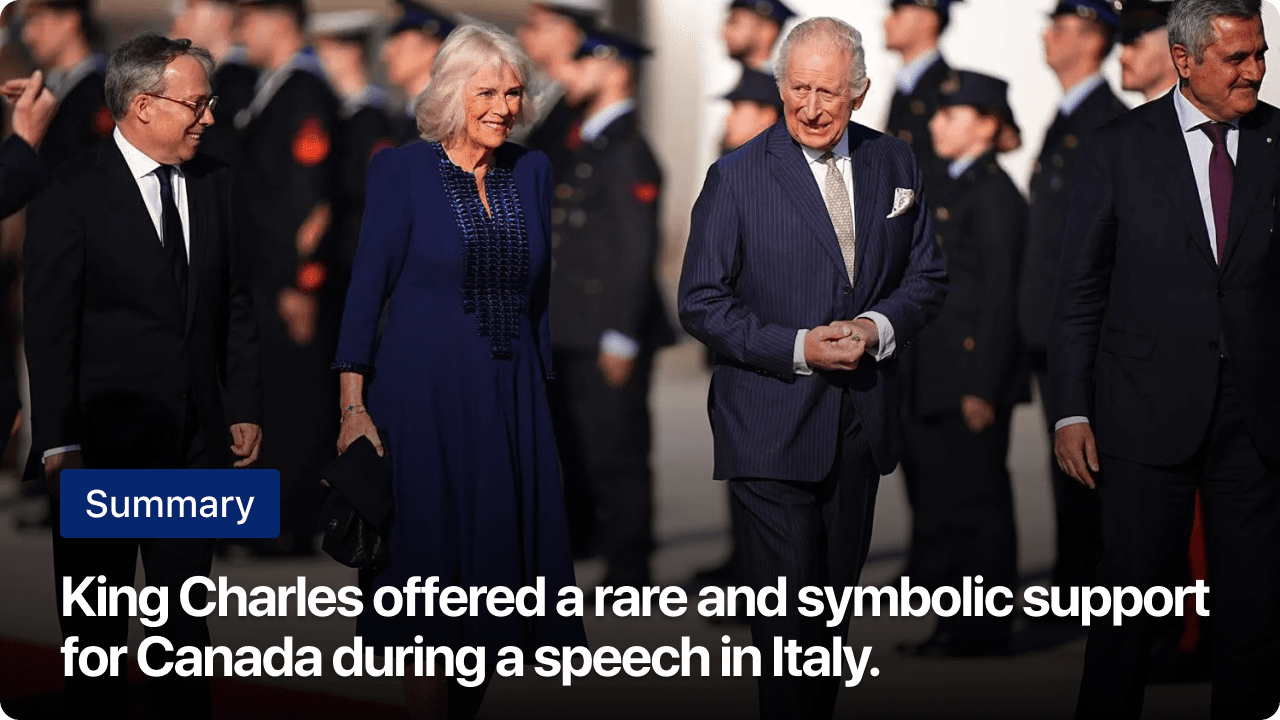 Summary
King Charles offered a rare and symbolic support
for Canada during a speech in Italy.